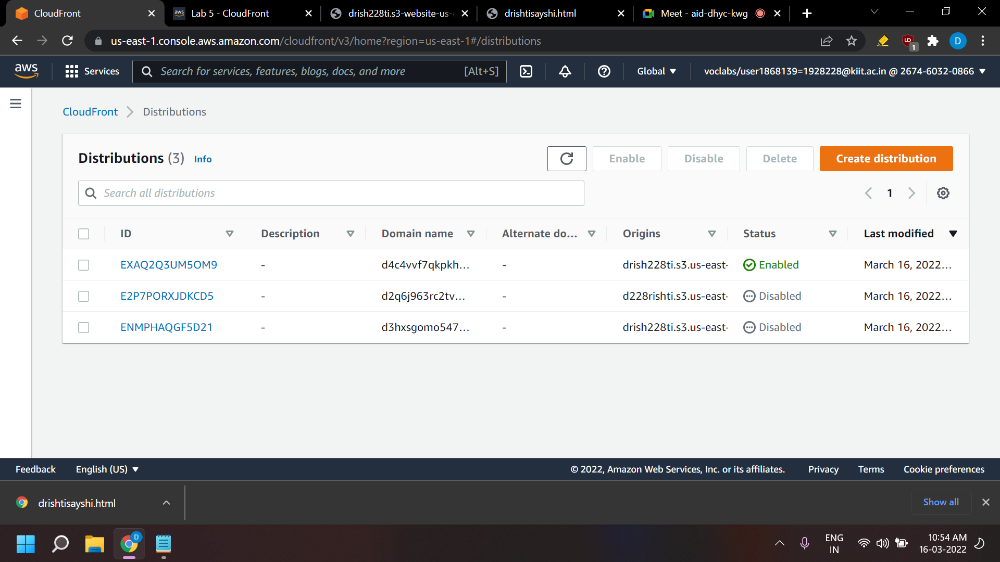 CloudFront
Lab 5 - CloudFront
drish228ti.s3-website-us-
drishtisayshi.html
Meet - aid-dhyc-kwg
us-east-1.console.aws.amazon.com/cloudfront/v3/home?region=us-east-1#/distributions
1
D
aws
Services
Search for services, features, blogs, docs, and more
[Alt+S]
Global
voclabs/user1868139=1928228@kiit.ac.in @ 2674-6032-0866
CloudFront
Distributions
Distributions (3)
Info
Enable
Disable
Delete
Create distribution
Search all distributions
1
ID
Description
Domain name
Alternate do...
Origins
Status
Last modified
EXAQ2Q3UM5OM9
-
d4c4vvf7qkpkh...
-
drish228ti.s3.us-east-
Enabled
March 16, 2022...
E2P7PORXJDKCD5
-
d2q6j963rc2tv...
-
d228rishti.s3.us-east-
Disabled
March 16, 2022...
ENMPHAQGF5D21
-
d3hxsgomo547...
-
drish228ti.s3.us-east-
Disabled
March 16, 2022...
Feedback
English (US)
© 2022, Amazon Web Services, Inc. or its affiliates.
Privacy
Terms
Cookie preferences
drishtisayshi.html
Show all
D
ENG
IN
10:54 AM
16-03-2022